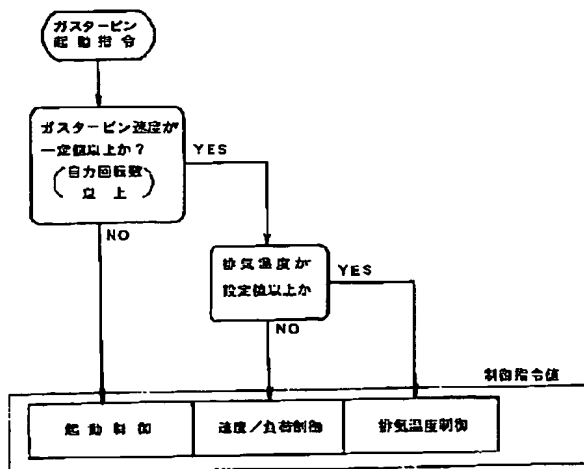 ガスタービン
起動指令
ガスタービン速度が
一定値以上か?
(自力回転数
以上)
YES
NO
排気温度が
設定値以上か
YES
NO
制御指令値
起動制御
速度/負荷制御
排気温度制御